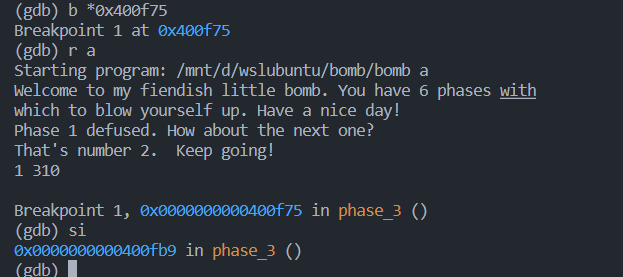 (gdb) b *0x400f75
Breakpoint 1 at 0x400f75
(gdb) r a
Starting program: /mnt/d/wslubuntu/bomb/bomb a
Welcome to my fiendish little bomb. You have 6 phases with
which to blow yourself up. Have a nice day!
Phase 1 defused. How about the next one?
That's number 2.  Keep going!
1 310
Breakpoint 1, 0x0000000000400f75 in phase_3 ()
(gdb) si
0x0000000000400fb9 in phase_3 ()
(gdb)